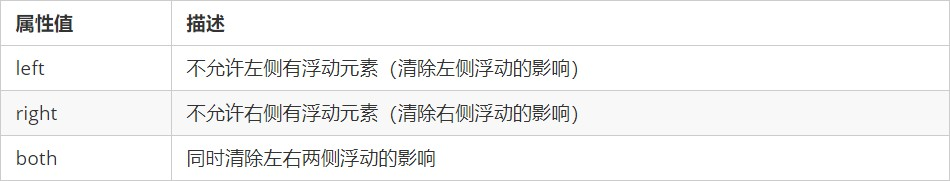 属性值 描述
left 不允许左侧有浮动元素（清除左侧浮动的影响）
right 不允许右侧有浮动元素（清除右侧浮动的影响）
both 同时清除左右两侧浮动的影响